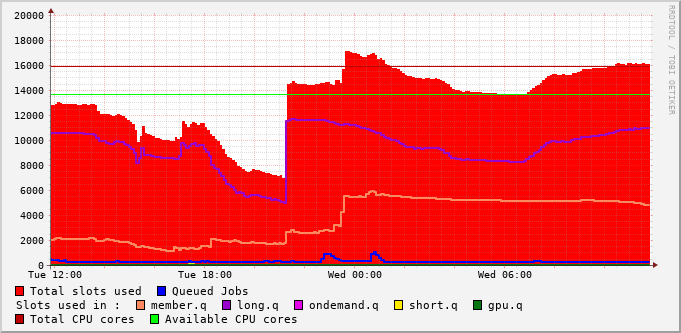 20000
18000
16000
14000
12000
10000
8000
6000
4000
2000
0
Tue 12:00 Tue 18:00 Wed 00:00 Wed 06:00
Total slots used Queued Jobs
Slots used in : member.q long.q ondemand.q short.q gpu.q
Total CPU cores Available CPU cores
RRDTOOL / TOBI OETIKER